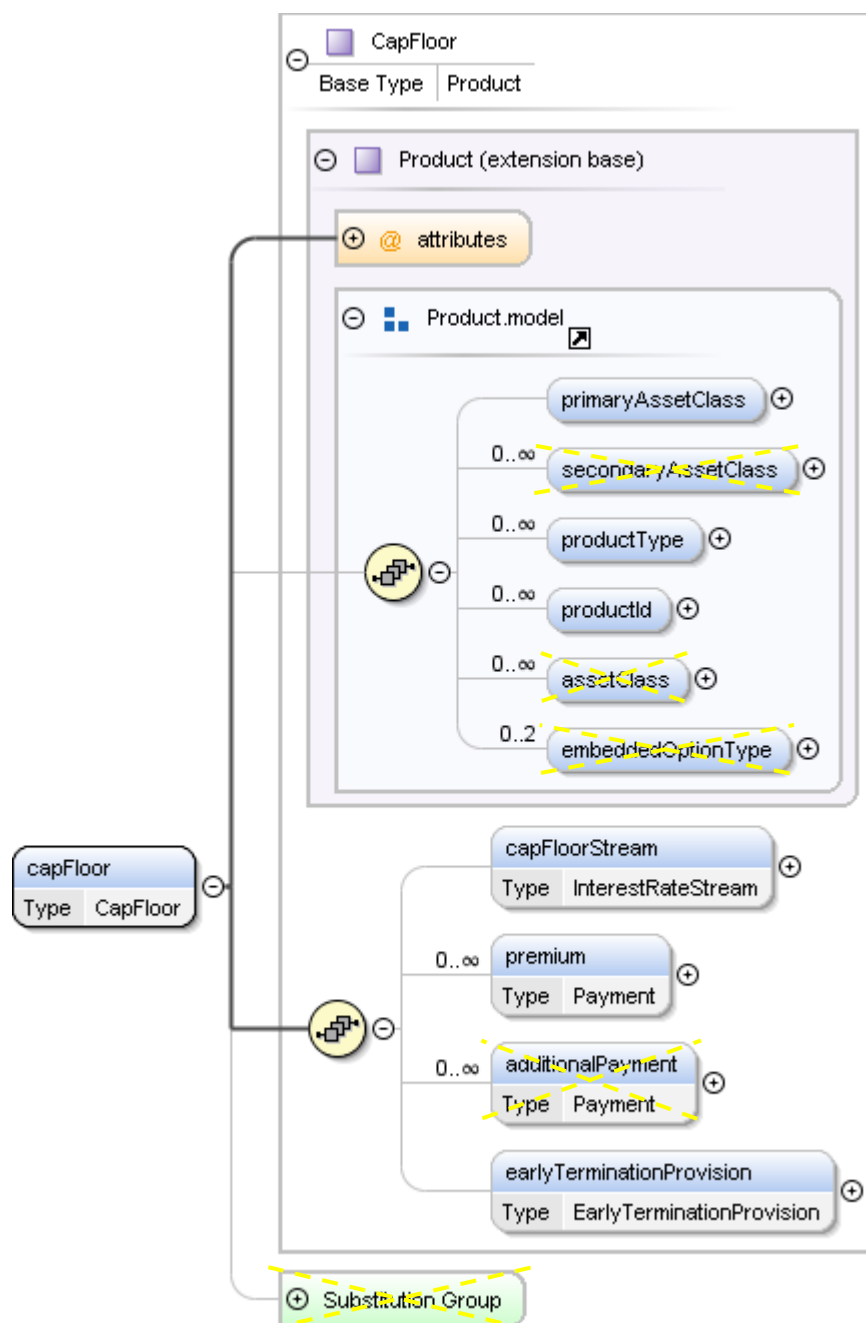 CapFloor
Base Type Product
Product (extension base)
@ attributes
Product.model
primaryAssetClass
0..∞
secondaryAssetClass
0..∞
productType
0..∞
productId
0..∞
assetClass
0..2
embeddedOptionType
capFloor
Type CapFloor
capFloorStream
Type InterestRateStream
0..∞
premium
Type Payment
0..∞
additionalPayment
Type Payment
earlyTerminationProvision
Type EarlyTerminationProvision
Substitution Group